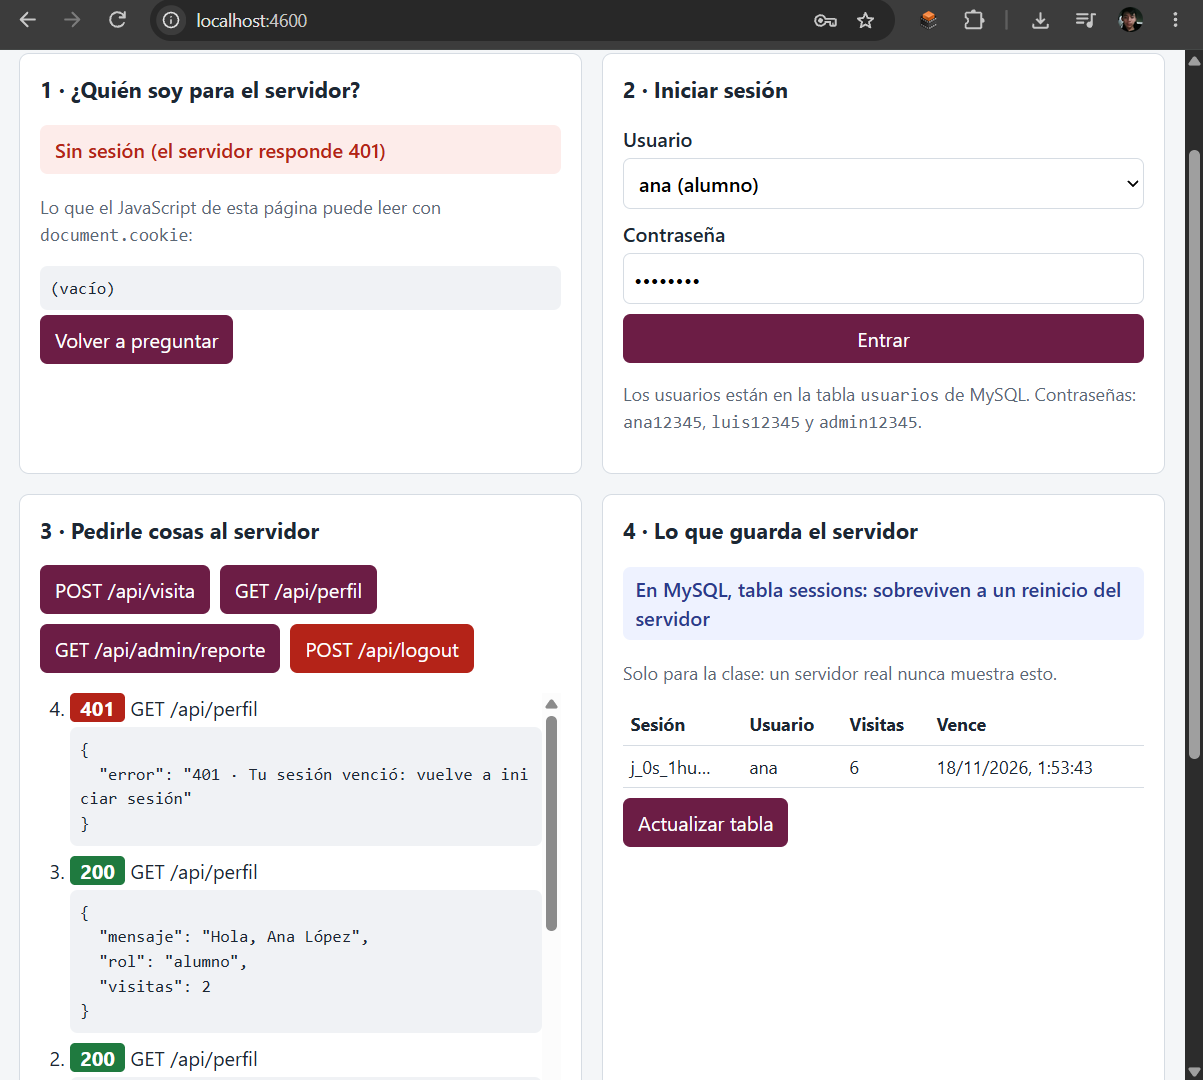 localhost:4600
1 · ¿Quién soy para el servidor?
Sin sesión (el servidor responde 401)
Lo que el JavaScript de esta página puede leer con
document.cookie:
(vacío)
Volver a preguntar
2 · Iniciar sesión
Usuario
ana (alumno)
Contraseña
••••••••
Entrar
Los usuarios están en la tabla usuarios de MySQL. Contraseñas:
ana12345, luis12345 y admin12345.
3 · Pedirle cosas al servidor
POST /api/visita
GET /api/perfil
GET /api/admin/reporte
POST /api/logout
4. 401 GET /api/perfil
{
"error": "401 · Tu sesión venció: vuelve a ini
ciar sesión"
}
3. 200 GET /api/perfil
{
"mensaje": "Hola, Ana López",
"rol": "alumno",
"visitas": 2
}
2. 200 GET /api/perfil
4 · Lo que guarda el servidor
En MySQL, tabla sessions: sobreviven a un reinicio del
servidor
Solo para la clase: un servidor real nunca muestra esto.
Sesión Usuario Visitas Vence
j_0s_1hu... ana 6 18/11/2026, 1:53:43
Actualizar tabla